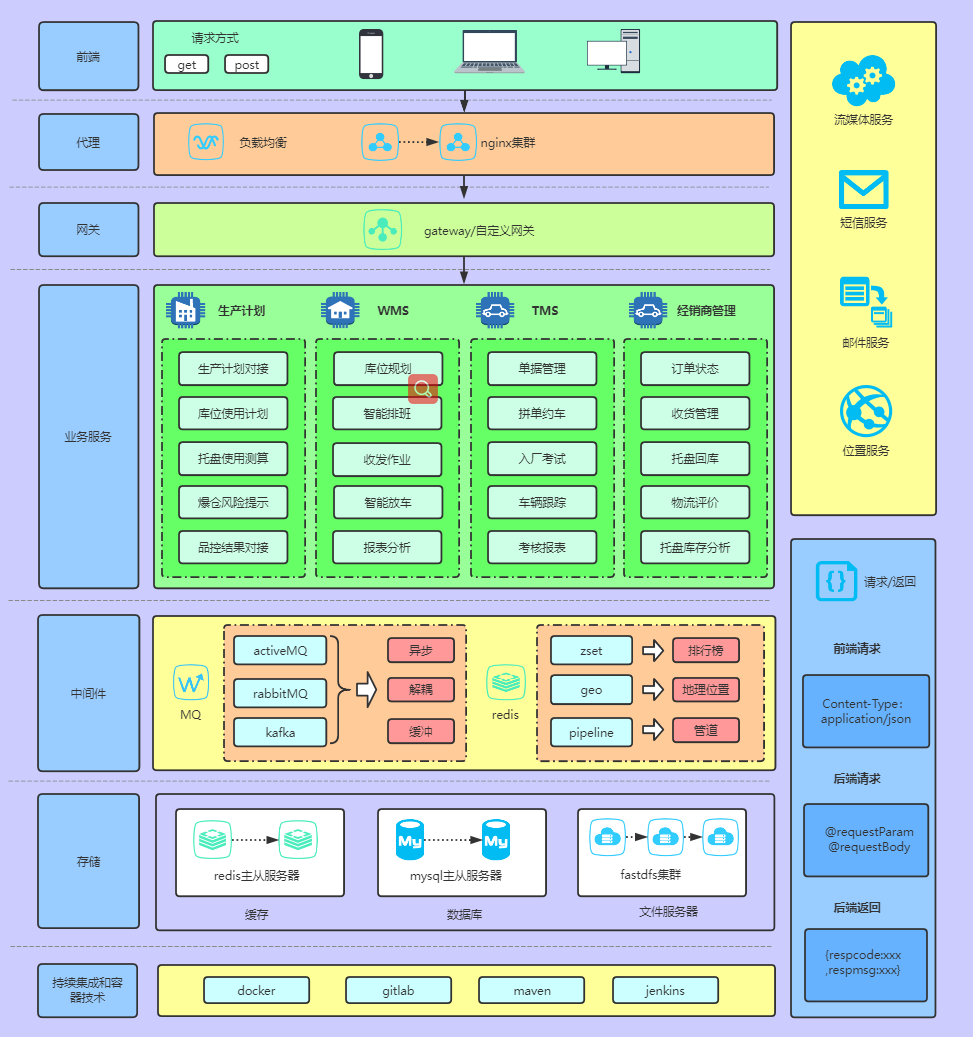 前端
请求方式
get
post
代理
负载均衡
nginx集群
网关
gateway/自定义网关
业务服务
生产计划
WMS
TMS
经销商管理
生产计划对接
库位规划
单据管理
订单状态
库位使用计划
智能排班
拼单约车
收货管理
托盘使用测算
收发作业
入厂考试
托盘回库
爆仓风险提示
智能放车
车辆跟踪
物流评价
品控结果对接
报表分析
考核报表
托盘库存分析
中间件
MQ
activeMQ
rabbitMQ
kafka
异步
解耦
缓冲
redis
zset
geo
pipeline
排行榜
地理位置
管道
存储
redis主从服务器
缓存
My
My
mysql主从服务器
数据库
fastdfs集群
文件服务器
持续集成和容
器技术
docker
gitlab
maven
jenkins
流媒体服务
短信服务
邮件服务
位置服务
{}
请求/返回
前端请求
Content-Type:
application/json
后端请求
@requestParam
@requestBody
后端返回
{respcode:xxx
,respmsg:xxx}